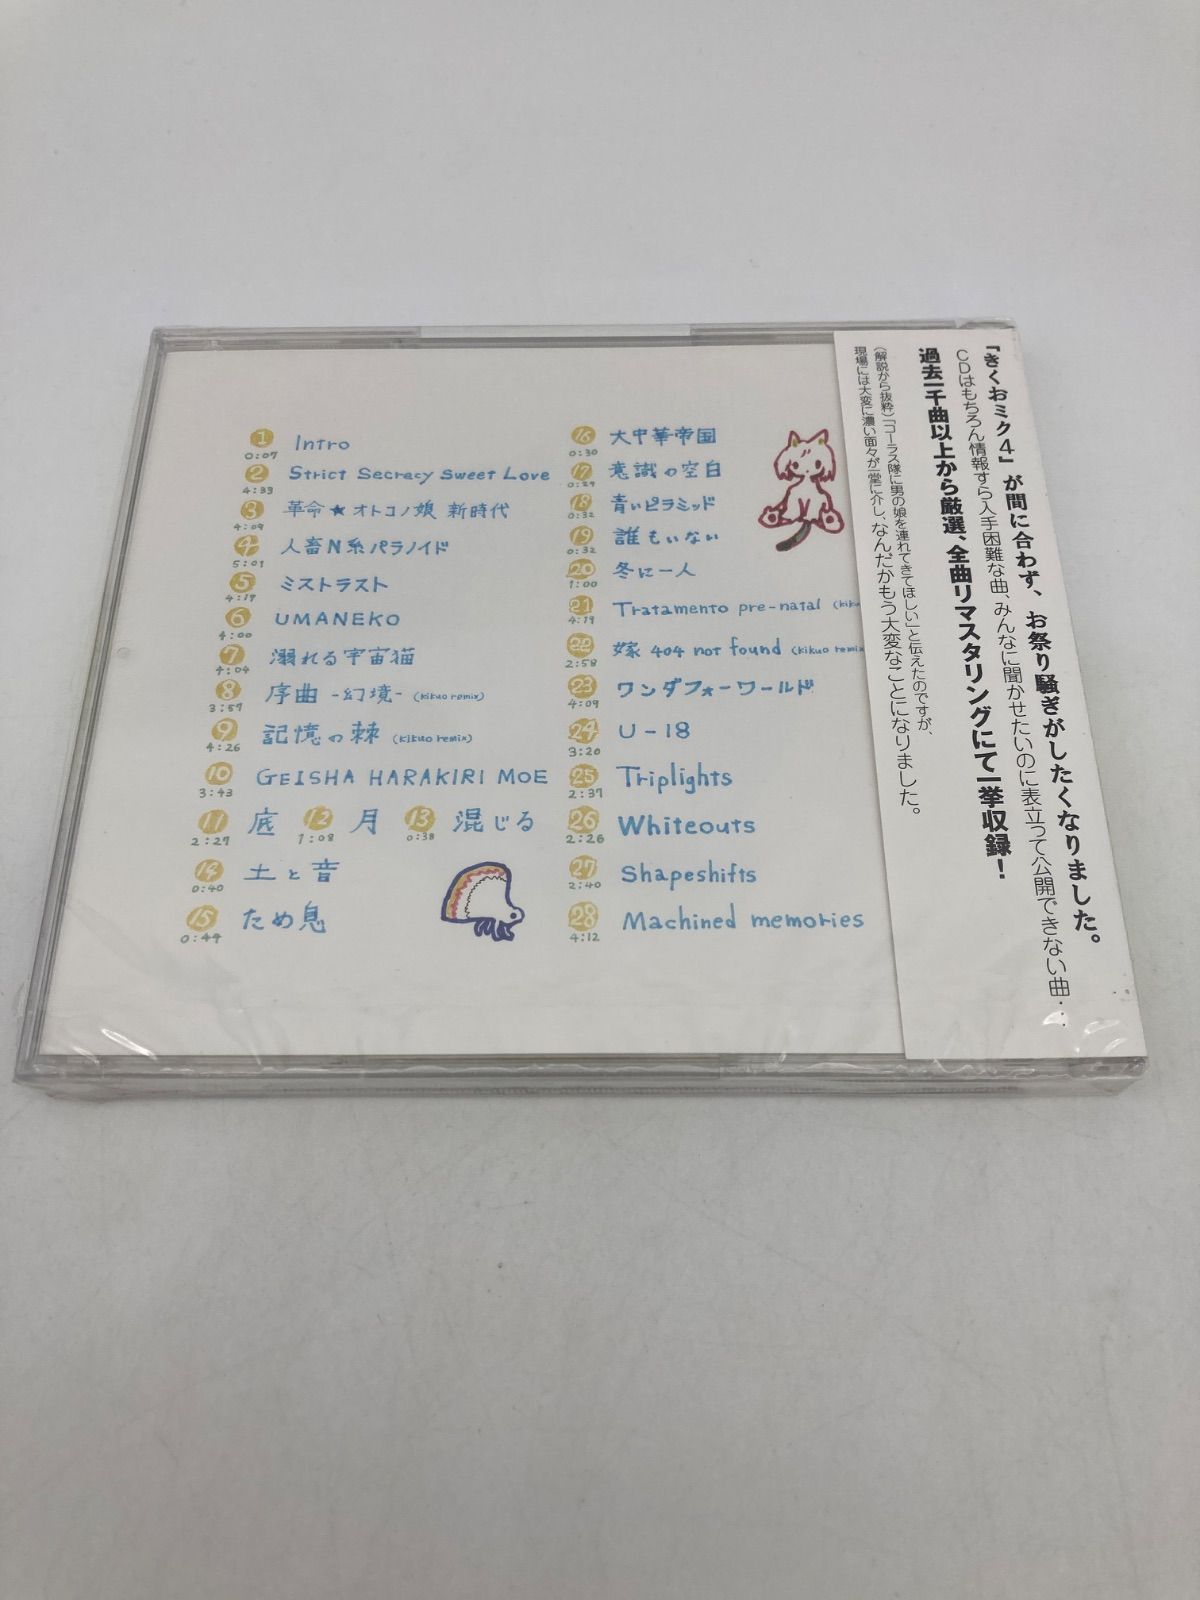 1 Intro
0:07
2 Strict Secrecy Sweet Love
4:33
3 革命★オトコノ娘 新時代
4:09
4 人畜N系パラノイド
5:01
5 ミストラスト
4:19
6 UMANEKO
4:00
7 溺れる宇宙猫
4:04
8 序曲 -幻境- (kikuo remix)
3:57
9 記憶の棘 (kikuo remix)
4:26
10 GEISHA HARAKIRI MOE
3:43
11 底 12 月 13 混じる
2:27 1:08 0:38
14 土と音
0:40
15 ため息
0:44
16 大中華帝国
0:30
17 意識の空白
0:29
18 青いピラミッド
0:32
19 誰もいない
0:32
20 冬に一人
1:00
21 Tratamento pre-natal (kiku
4:19
22 嫁 404 not found (kikuo remix
2:58
23 ワンダフォーワールド
4:09
24 U-18
3:20
25 Triplights
2:37
26 Whiteouts
2:26
27 Shapeshifts
2:40
28 Machined memories
4:12
『きくおミク4』が間に合わず、お祭り騒ぎがしたくなりました。
CDはもちろん情報すら入手困難な曲、みんなに聞かせたいのに表立って公開できない曲…
過去一千曲以上から厳選、全曲リマスタリングにて一挙収録！
(解説から抜粋)「コーラス隊に男の娘を連れてきてほしい」と伝えたのですが、
現場には大変に濃い面々が一堂に介し、なんだかもう大変なことになりました。